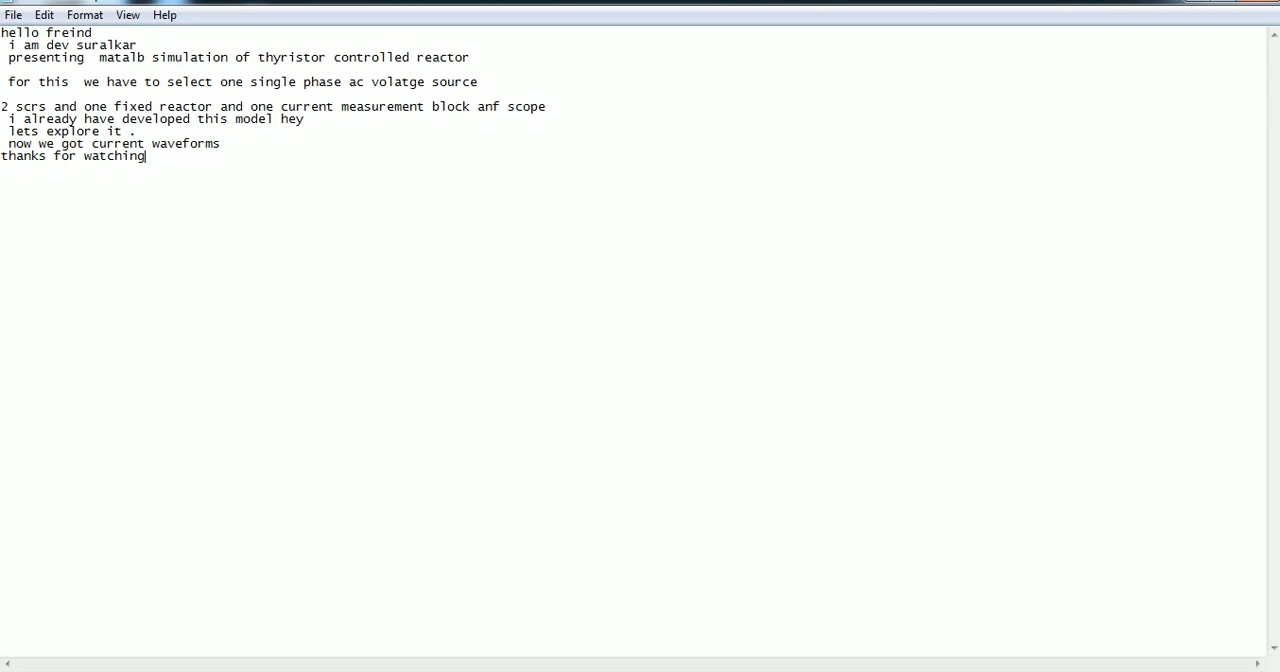 File Edit Format View Help
hello freind
i am dev suralkar
presenting matalb simulation of thyristor controlled reactor
for this we have to select one single phase ac volatge source
2 scrs and one fixed reactor and one current measurement block anf scope
i already have developed this model hey
lets explore it .
now we got current waveforms
thanks for watching